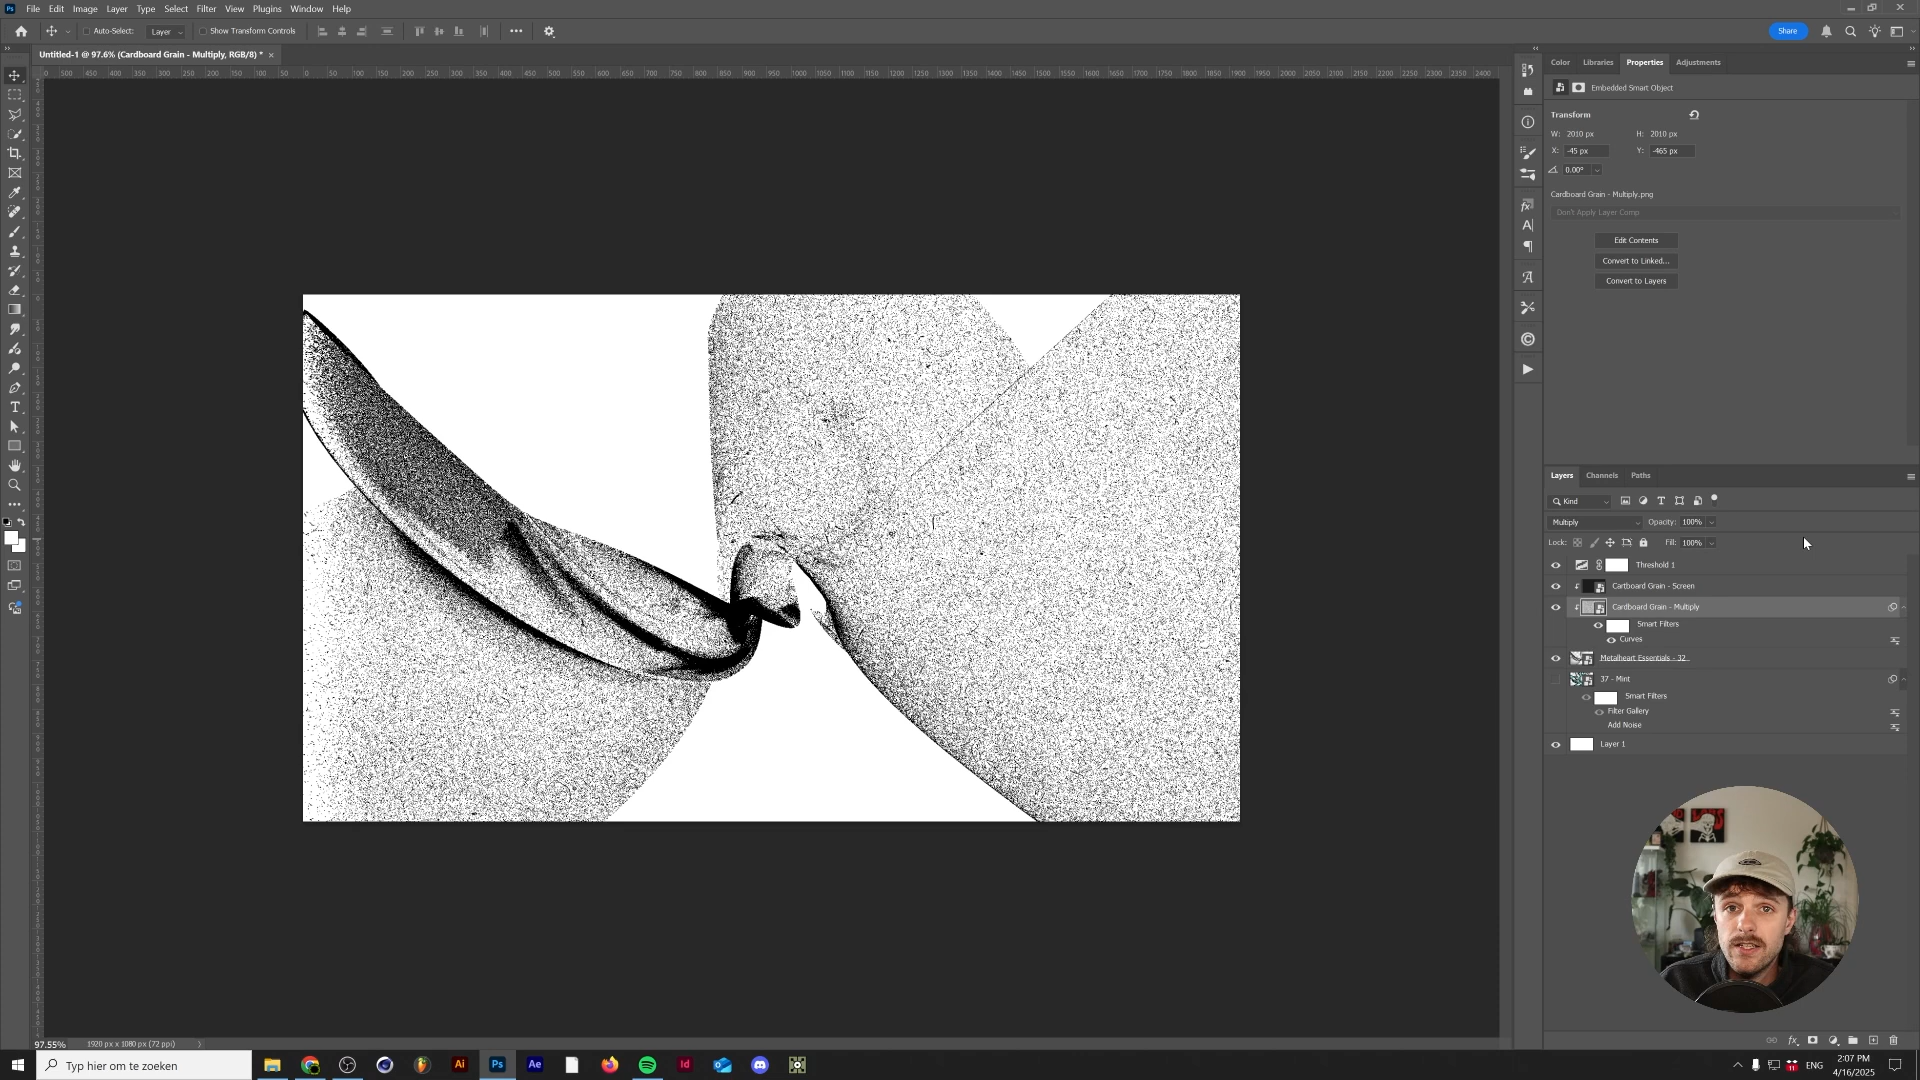 Ps File Edit Image Layer Type Select Filter View Plugins Window Help
Auto-Select: Layer Show Transform Controls Share
Untitled-1 @ 97.6% (Cardboard Grain - Multiply, RGB/8) *
Color Libraries Properties Adjustments
Embedded Smart Object
Transform
W: 2010 px H: 2010 px
X: -45 px Y: -465 px
0.00°
Cardboard Grain - Multiply.png
Don't Apply Layer Comp
Edit Contents
Convert to Linked...
Convert to Layers
Layers Channels Paths
Kind
Multiply Opacity: 100%
Lock: Fill: 100%
Threshold 1
Cartboard Grain - Screen
Cardboard Grain - Multiply
Smart Filters
Curves
Metalheart Essentials - 32
37 - Mint
Smart Filters
Filter Gallery
Add Noise
Layer 1
97.55% 1920 px x 1080 px (72 ppi)
Typ hier om te zoeken
Ai Ps Ae Id
ENG
2:07 PM
4/16/2025